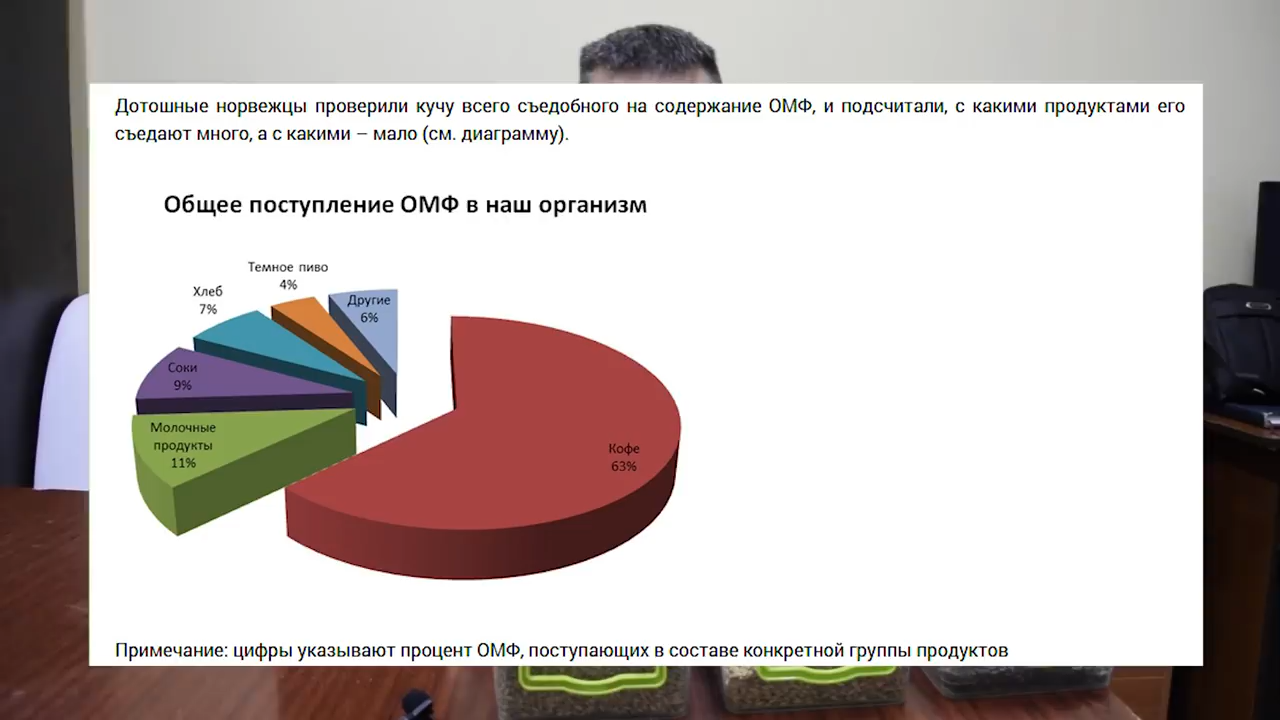 Дотошные норвежцы проверили кучу всего съедобного на содержание ОМФ, и подсчитали, с какими продуктами его
съедают много, а с какими – мало (см. диаграмму).
Общее поступление ОМФ в наш организм
Темное пиво
4%
Хлеб
7%
Другие
6%
Соки
9%
Молочные
продукты
11%
Кофе
63%
Примечание: цифры указывают процент ОМФ, поступающих в составе конкретной группы продуктов